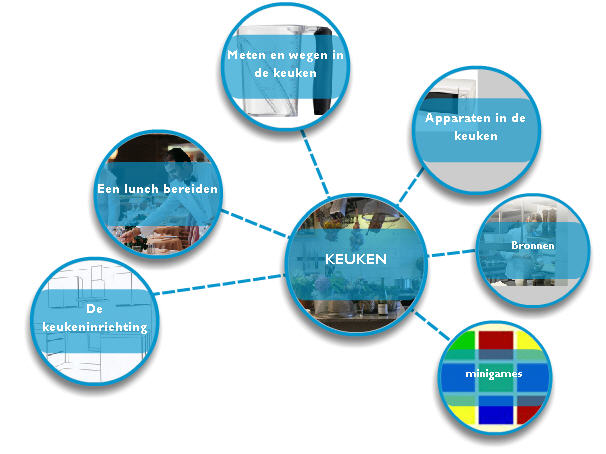 Meten en wegen in
de keuken
Apparaten in de
keuken
Een lunch bereiden
Bronnen
KEUKEN
De
keukeninrichting
minigames